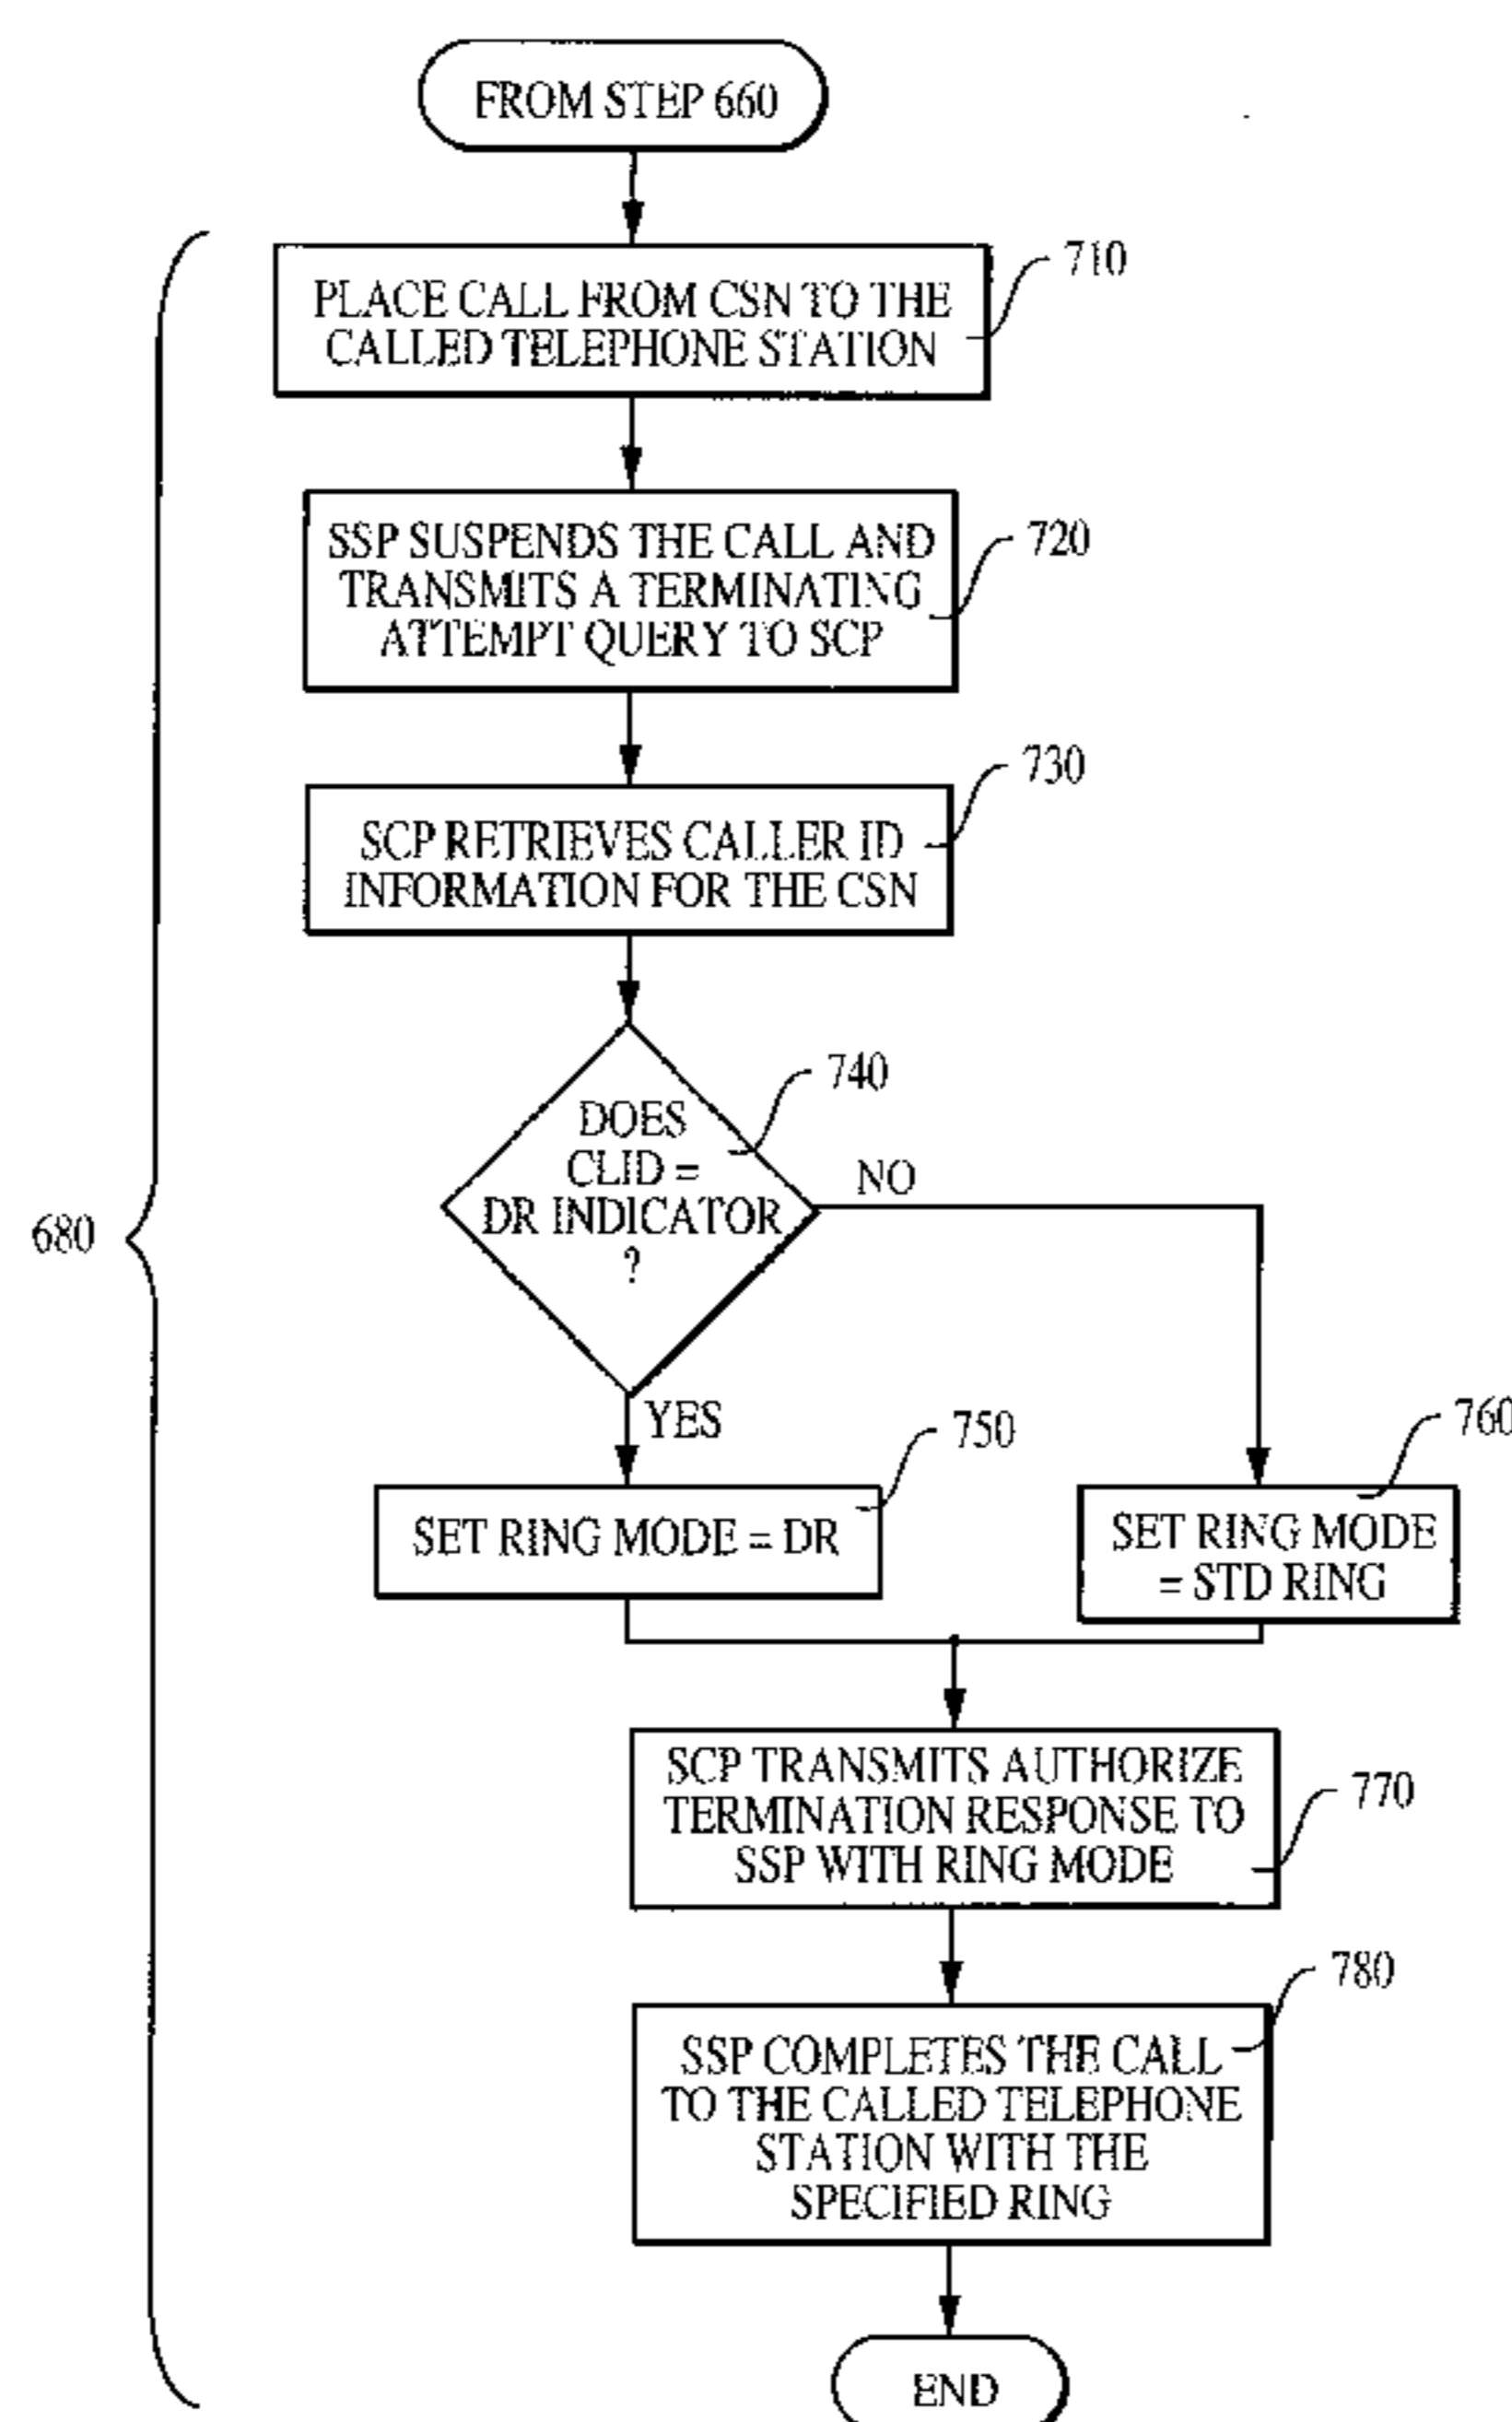 FROM STEP 660
710
PLACE CALL FROM CSN TO THE
CALLED TELEPHONE STATION
720
SSP SUSPENDS THE CALL AND
TRANSMITS A TERMINATING
ATTEMPT QUERY TO SCP
730
SCP RETRIEVES CALLER ID
INFORMATION FOR THE CSN
740
DOES
CLID =
DR INDICATOR
?
NO
680
YES
750
760
SET RING MODE = DR
SET RING MODE
= STD RING
SCP TRANSMITS AUTHORIZE
TERMINATION RESPONSE TO
SSP WITH RING MODE
770
780
SSP COMPLETES THE CALL
TO THE CALLED TELEPHONE
STATION WITH THE
SPECIFIED RING
END